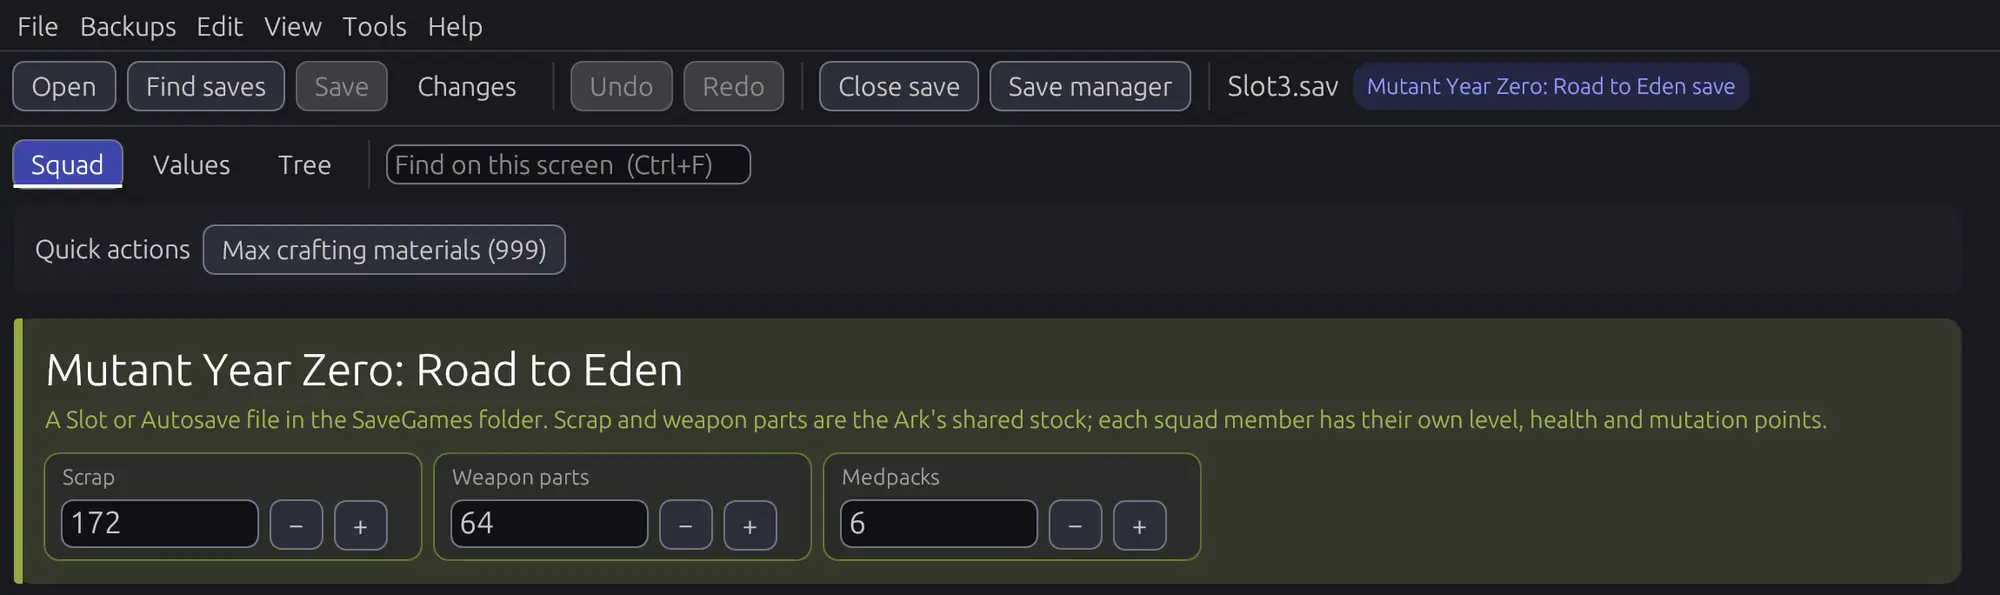 File Backups Edit View Tools Help
Open Find saves Save Changes Undo Redo Close save Save manager Slot3.sav Mutant Year Zero: Road to Eden save
Squad Values Tree Find on this screen (Ctrl+F)
Quick actions Max crafting materials (999)
Mutant Year Zero: Road to Eden
A Slot or Autosave file in the SaveGames folder. Scrap and weapon parts are the Ark's shared stock; each squad member has their own level, health and mutation points.
Scrap Weapon parts Medpacks
172 − + 64 − + 6 − +